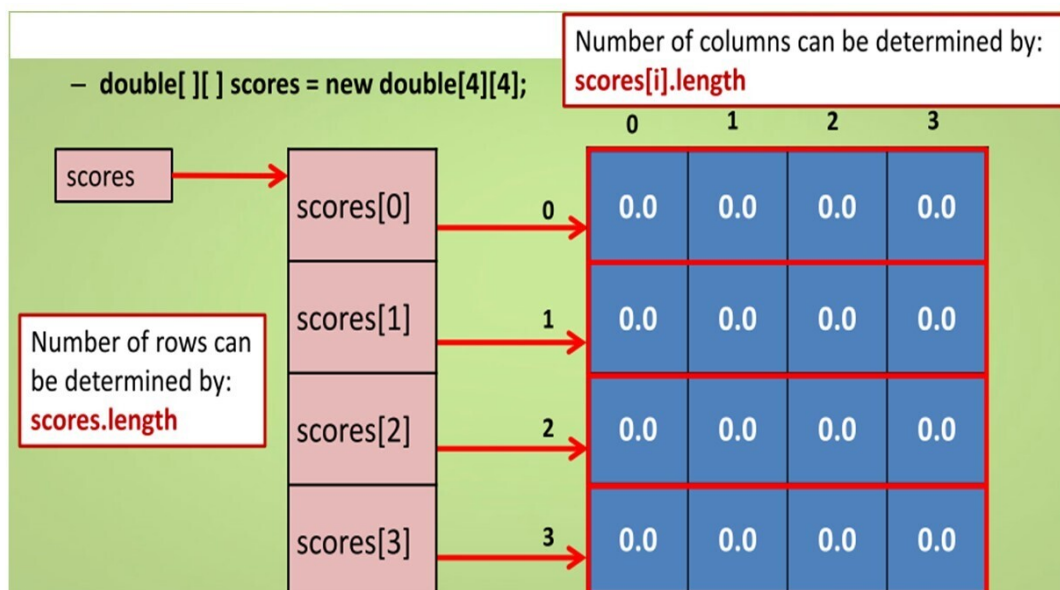 Number of columns can be determined by:
scores[i].length
– double[ ][ ] scores = new double[4][4];
0 1 2 3
scores
scores[0] 0 0.0 0.0 0.0 0.0
scores[1] 1 0.0 0.0 0.0 0.0
Number of rows can
be determined by:
scores.length
scores[2] 2 0.0 0.0 0.0 0.0
scores[3] 3 0.0 0.0 0.0 0.0